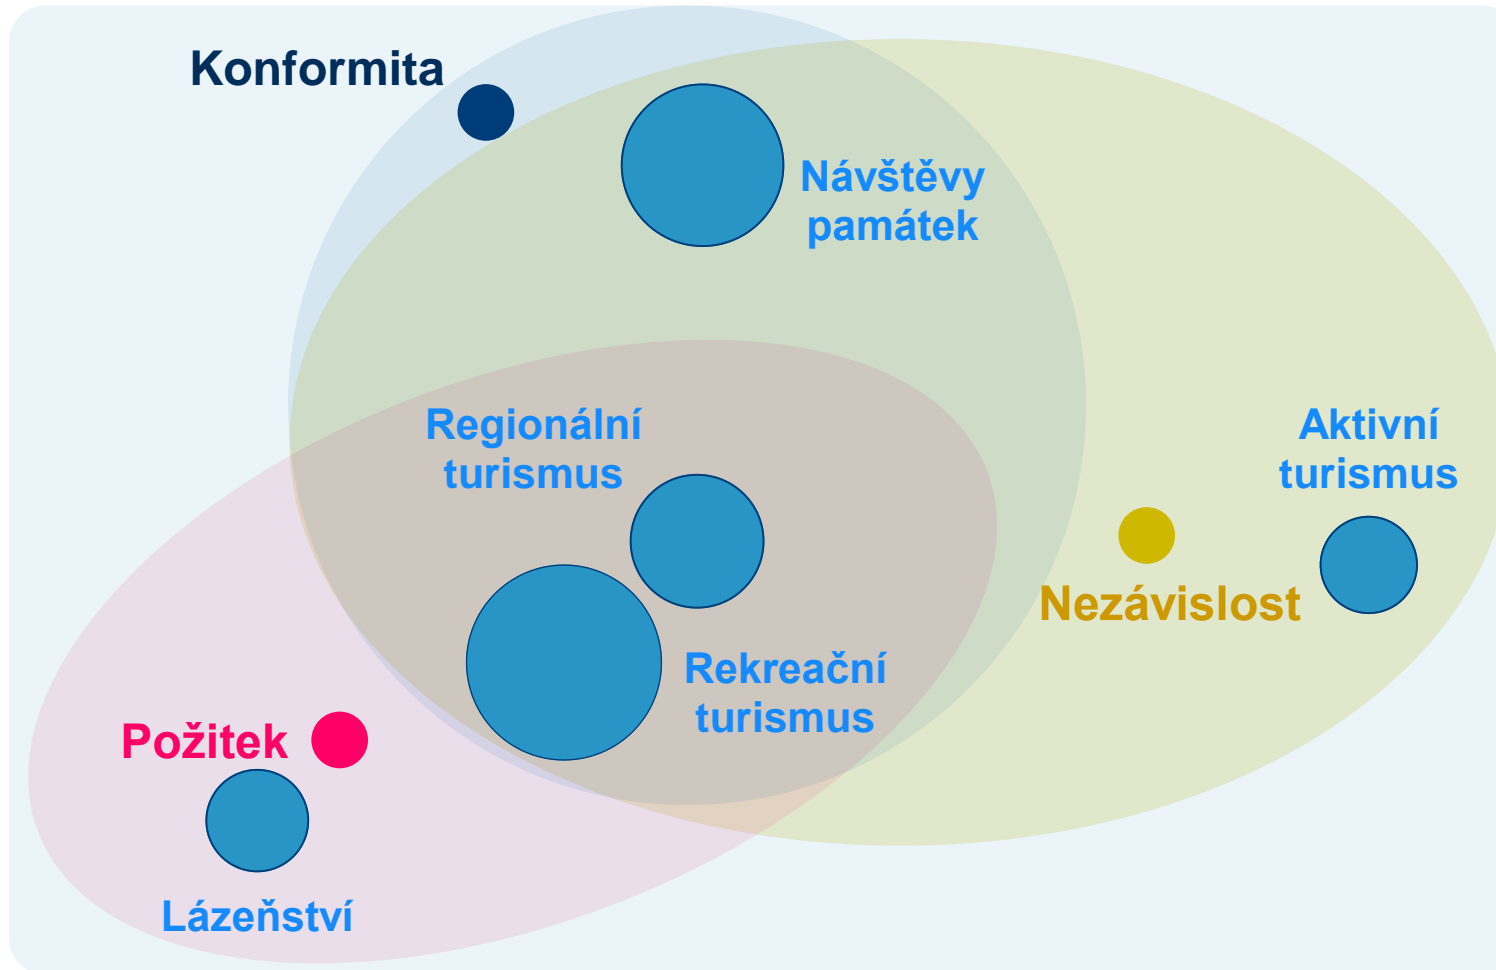 Konformita
Návštěvy
památek
Regionální
turismus
Aktivní
turismus
Nezávislost
Rekreační
turismus
Požitek
Lázeňství